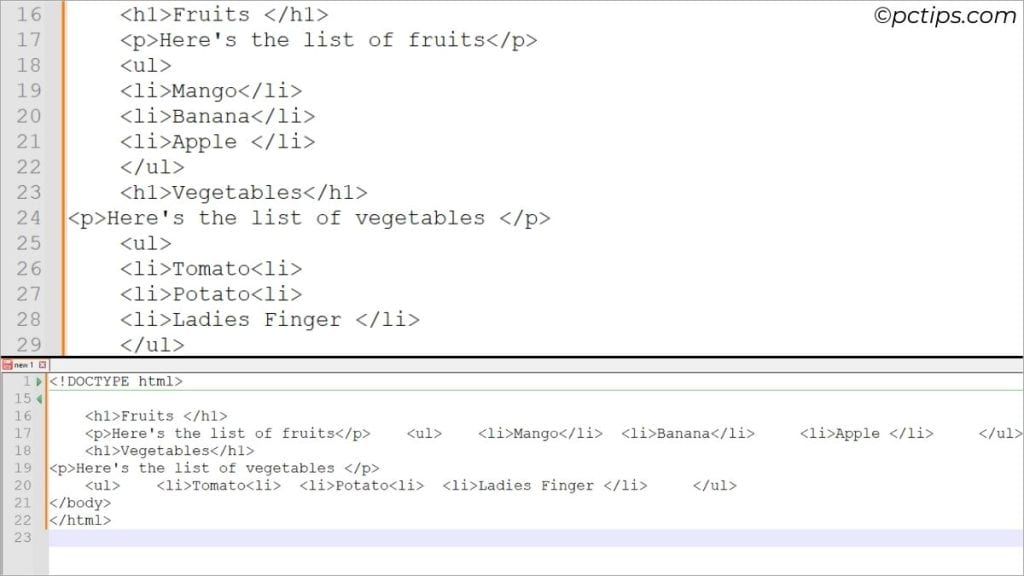 ©pctips.com
16 <h1>Fruits </h1>
17 <p>Here's the list of fruits</p>
18 <ul>
19 <li>Mango</li>
20 <li>Banana</li>
21 <li>Apple </li>
22 </ul>
23 <h1>Vegetables</h1>
24 <p>Here's the list of vegetables </p>
25 <ul>
26 <li>Tomato<li>
27 <li>Potato<li>
28 <li>Ladies Finger </li>
29 </ul>
new 1
1 <!DOCTYPE html>
15
16 <h1>Fruits </h1>
17 <p>Here's the list of fruits</p> <ul> <li>Mango</li> <li>Banana</li> <li>Apple </li> </ul>
18 <h1>Vegetables</h1>
19 <p>Here's the list of vegetables </p>
20 <ul> <li>Tomato<li> <li>Potato<li> <li>Ladies Finger </li> </ul>
21 </body>
22 </html>
23